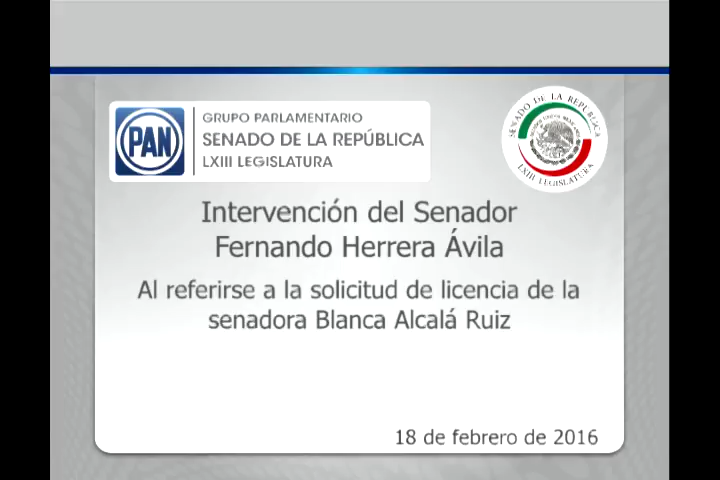 PAN
GRUPO PARLAMENTARIO
SENADO DE LA REPÚBLICA
LXIII LEGISLATURA
SENADO DE LA REPÚBLICA
LXIII LEGISLATURA
Intervención del Senador
Fernando Herrera Ávila
Al referirse a la solicitud de licencia de la
senadora Blanca Alcalá Ruiz
18 de febrero de 2016